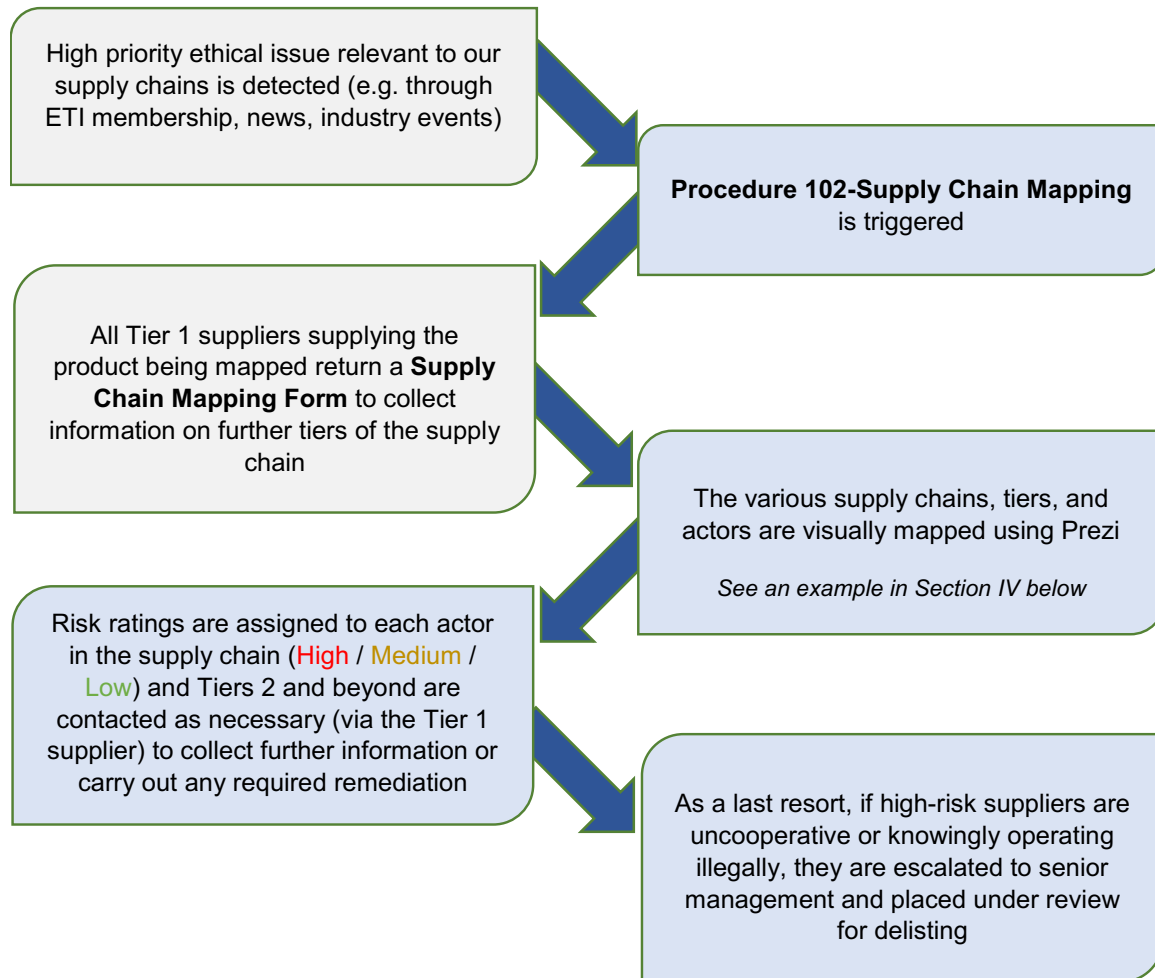 High priority ethical issue relevant to our
supply chains is detected (e.g. through
ETI membership, news, industry events)
Procedure 102-Supply Chain Mapping
is triggered
All Tier 1 suppliers supplying the
product being mapped return a Supply
Chain Mapping Form to collect
information on further tiers of the supply
chain
The various supply chains, tiers, and
actors are visually mapped using Prezi
See an example in Section IV below
Risk ratings are assigned to each actor
in the supply chain (High / Medium /
Low) and Tiers 2 and beyond are
contacted as necessary (via the Tier 1
supplier) to collect further information or
carry out any required remediation
As a last resort, if high-risk suppliers are
uncooperative or knowingly operating
illegally, they are escalated to senior
management and placed under review
for delisting